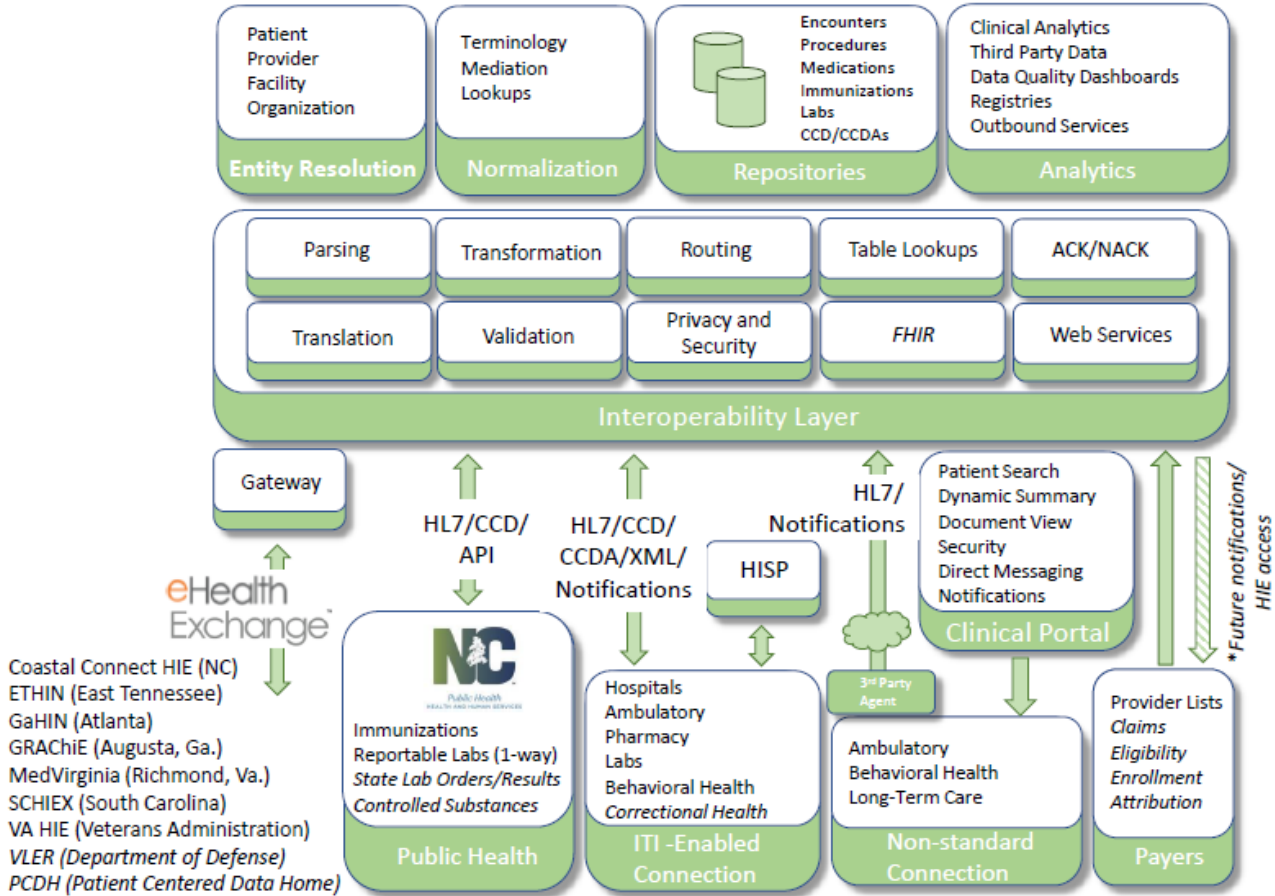 Patient
Provider
Facility
Organization
Entity Resolution
Terminology
Mediation
Lookups
Normalization
Encounters
Procedures
Medications
Immunizations
Labs
CCD/CCDAs
Repositories
Clinical Analytics
Third Party Data
Data Quality Dashboards
Registries
Outbound Services
Analytics
Parsing
Transformation
Routing
Table Lookups
ACK/NACK
Translation
Validation
Privacy and
Security
FHIR
Web Services
Interoperability Layer
Gateway
eHealth
Exchange™
Coastal Connect HIE (NC)
ETHIN (East Tennessee)
GaHIN (Atlanta)
GRAChiE (Augusta, Ga.)
MedVirginia (Richmond, Va.)
SCHIEX (South Carolina)
VA HIE (Veterans Administration)
VLER (Department of Defense)
PCDH (Patient Centered Data Home)
HL7/CCD/
API
NC
Public Health
HEALTH AND HUMAN SERVICES
Immunizations
Reportable Labs (1-way)
State Lab Orders/Results
Controlled Substances
Public Health
HL7/CCD/
CCDA/XML/
Notifications
HISP
Hospitals
Ambulatory
Pharmacy
Labs
Behavioral Health
Correctional Health
ITI -Enabled
Connection
HL7/
Notifications
3rd Party
Agent
Patient Search
Dynamic Summary
Document View
Security
Direct Messaging
Notifications
Clinical Portal
Ambulatory
Behavioral Health
Long-Term Care
Non-standard
Connection
*Future notifications/
HIE access
Provider Lists
Claims
Eligibility
Enrollment
Attribution
Payers